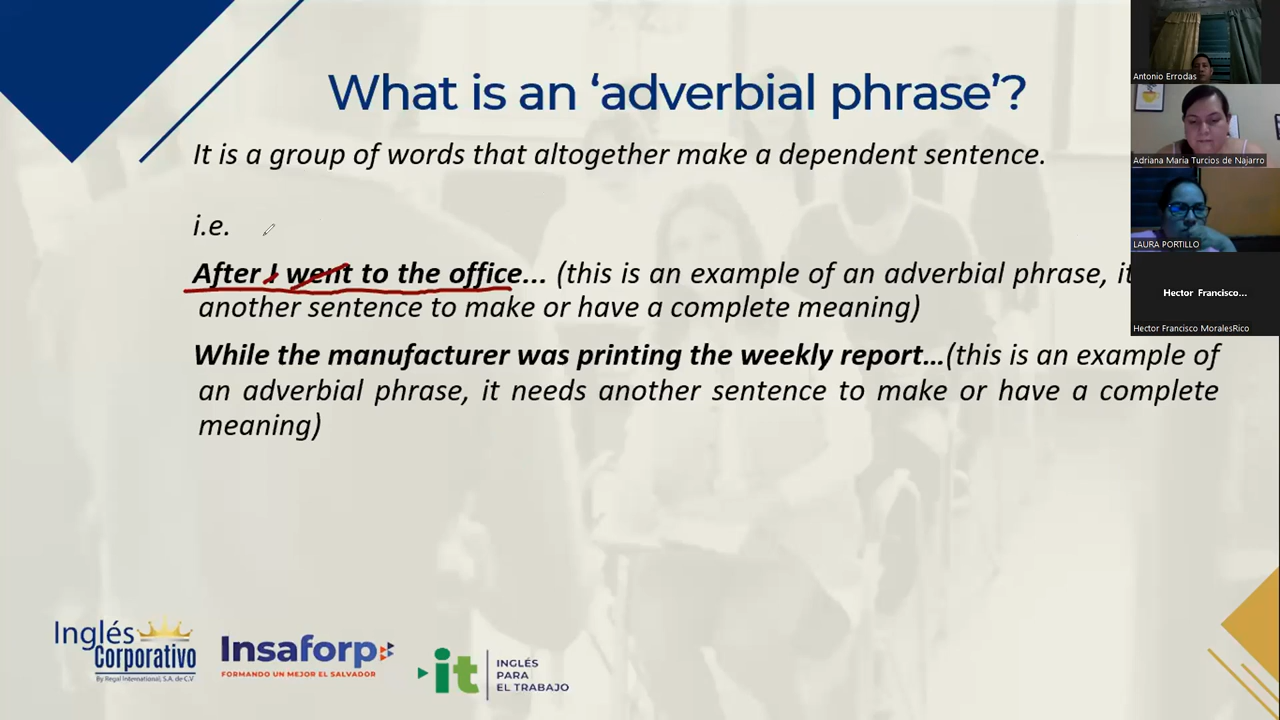 What is an ‘adverbial phrase’?
It is a group of words that altogether make a dependent sentence.
i.e.
After I went to the office... (this is an example of an adverbial phrase, it
another sentence to make or have a complete meaning)
While the manufacturer was printing the weekly report...(this is an example of
an adverbial phrase, it needs another sentence to make or have a complete
meaning)
Antonio Errodas
Adriana Maria Turcios de Najarro
LAURA PORTILLO
Hector Francisco...
Hector Francisco MoralesRico
Inglés
Corporativo
By Regal International, S.A. de C.V
Insaforp
FORMANDO UN MEJOR EL SALVADOR
it
INGLÉS
PARA
EL TRABAJO